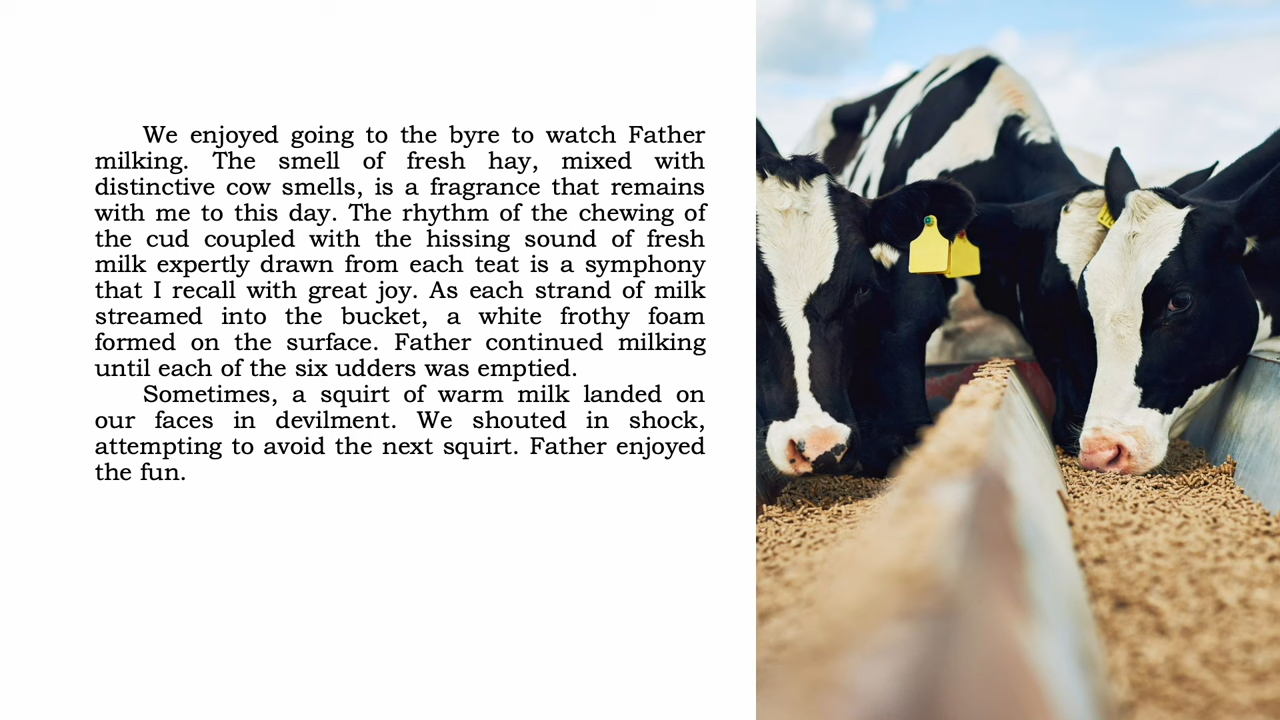 We enjoyed going to the byre to watch Father
milking. The smell of fresh hay, mixed with
distinctive cow smells, is a fragrance that remains
with me to this day. The rhythm of the chewing of
the cud coupled with the hissing sound of fresh
milk expertly drawn from each teat is a symphony
that I recall with great joy. As each strand of milk
streamed into the bucket, a white frothy foam
formed on the surface. Father continued milking
until each of the six udders was emptied.
Sometimes, a squirt of warm milk landed on
our faces in devilment. We shouted in shock,
attempting to avoid the next squirt. Father enjoyed
the fun.